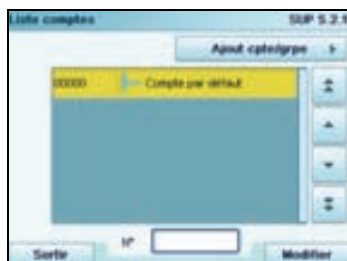 Liste comptes SUP 5.2.1
Ajout cpte/grpe
00000 Compte par défaut
N°
Sortir Modifier